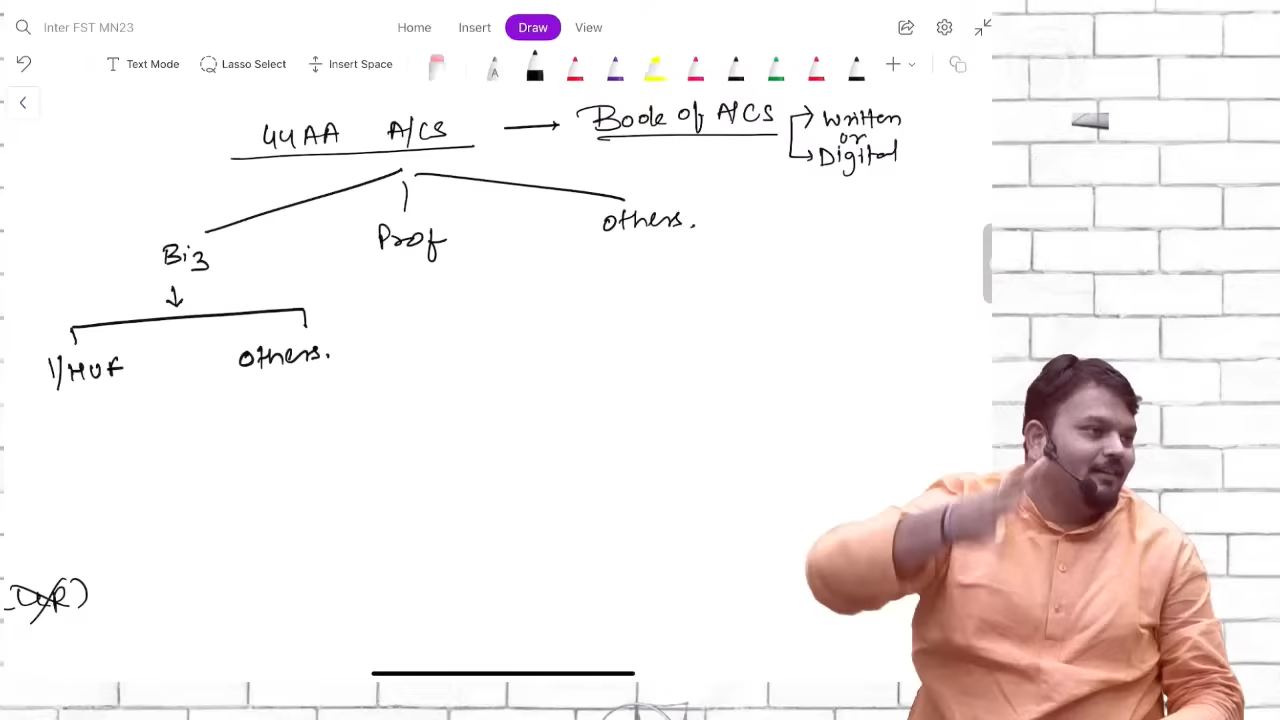 Inter FST MN23
Home Insert Draw View
Text Mode Lasso Select Insert Space
44AA A/CS → Book of A/CS → Written
or
→ Digital
Biz Prof others.
I/HUF others.